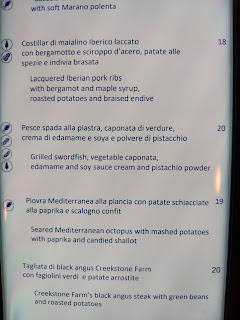 with soft Marano polenta
Costillar di maialino Iberico laccato 18
con bergamotto e sciroppo d'acero, patate alle
spezie e indivia brasata
Lacquered Iberian pork ribs
with bergamot and maple syrup,
roasted potatoes and braised endive
Pesce spada alla piastra, caponata di verdure, 20
crema di edamame e soya e polvere di pistacchio
Grilled swordfish, vegetable caponata,
edamame and soy sauce cream and pistachio powder
Piovra Mediterranea alla plancia con patate schiacciate 19
alla paprika e scalogno confit
Seared Mediterranean octopus with mashed potatoes
with paprika and candied shallot
Tagliata di black angus Creekstone Farm 20
con fagiolini verdi e patate arrostite
Creekstone Farm's black angus steak with green beans
and roasted potatoes